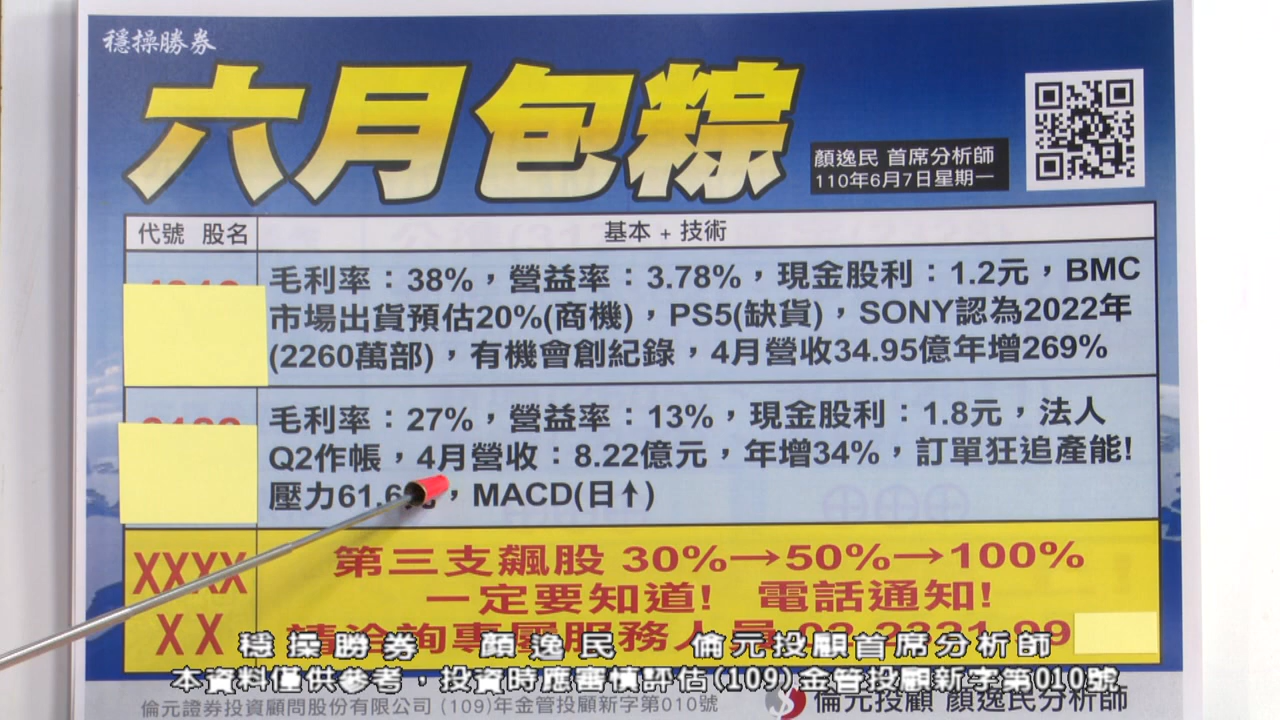 穩操勝券
六月包粽
顏逸民 首席分析師
110年6月7日星期一
代號 股名
基本 + 技術
毛利率：38%，營益率：3.78%，現金股利：1.2元，BMC
市場出貨預估20%(商機)，PS5(缺貨)，SONY認為2022年
(2260萬部)，有機會創紀錄，4月營收34.95億年增269%
毛利率：27%，營益率：13%，現金股利：1.8元，法人
Q2作帳，4月營收：8.22億元，年增34%，訂單狂追產能!
壓力61.6，MACD(日↑)
XXXX
XX
第三支飆股 30%→50%→100%
一定要知道! 電話通知!
請洽詢專屬服務人員
穩操勝券 顏逸民 倫元投顧首席分析師
本資料僅供參考，投資時應審慎評估(109)金管投顧新字第010號
倫元證券投資顧問股份有限公司 (109)年金管投顧新字第010號
倫元投顧 顏逸民分析師